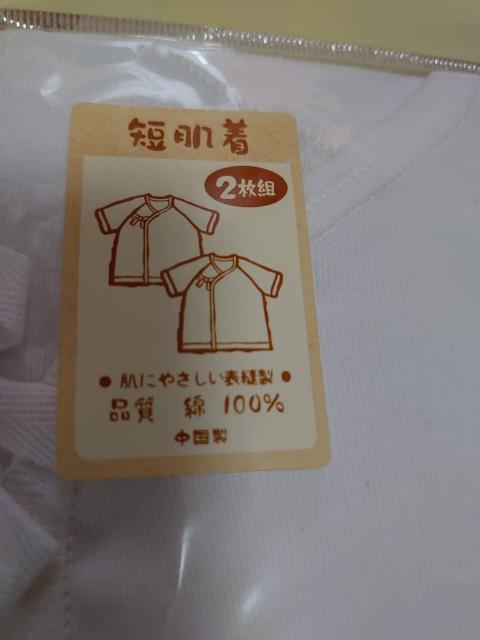 短肌着
2枚組
● 肌にやさしい表縫製 ●
品質 綿 100%
中国製